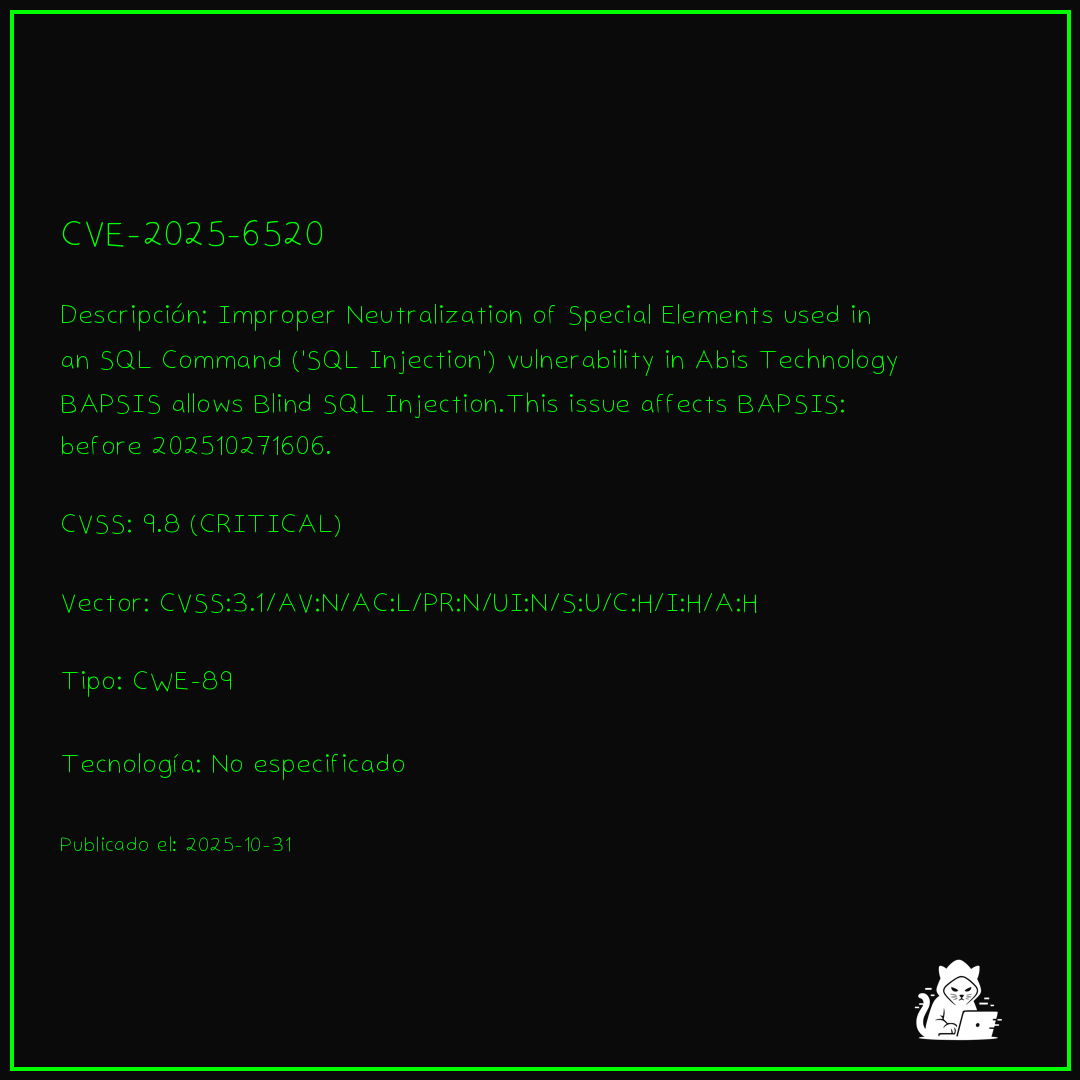 CVE-2025-6520
Descripción: Improper Neutralization of Special Elements used in
an SQL Command ('SQL Injection') vulnerability in Abis Technology
BAPSIS allows Blind SQL Injection.This issue affects BAPSIS:
before 202510271606.
CVSS: 9.8 (CRITICAL)
Vector: CVSS:3.1/AV:N/AC:L/PR:N/UI:N/S:U/C:H/I:H/A:H
Tipo: CWE-89
Tecnología: No especificado
Publicado el: 2025-10-31